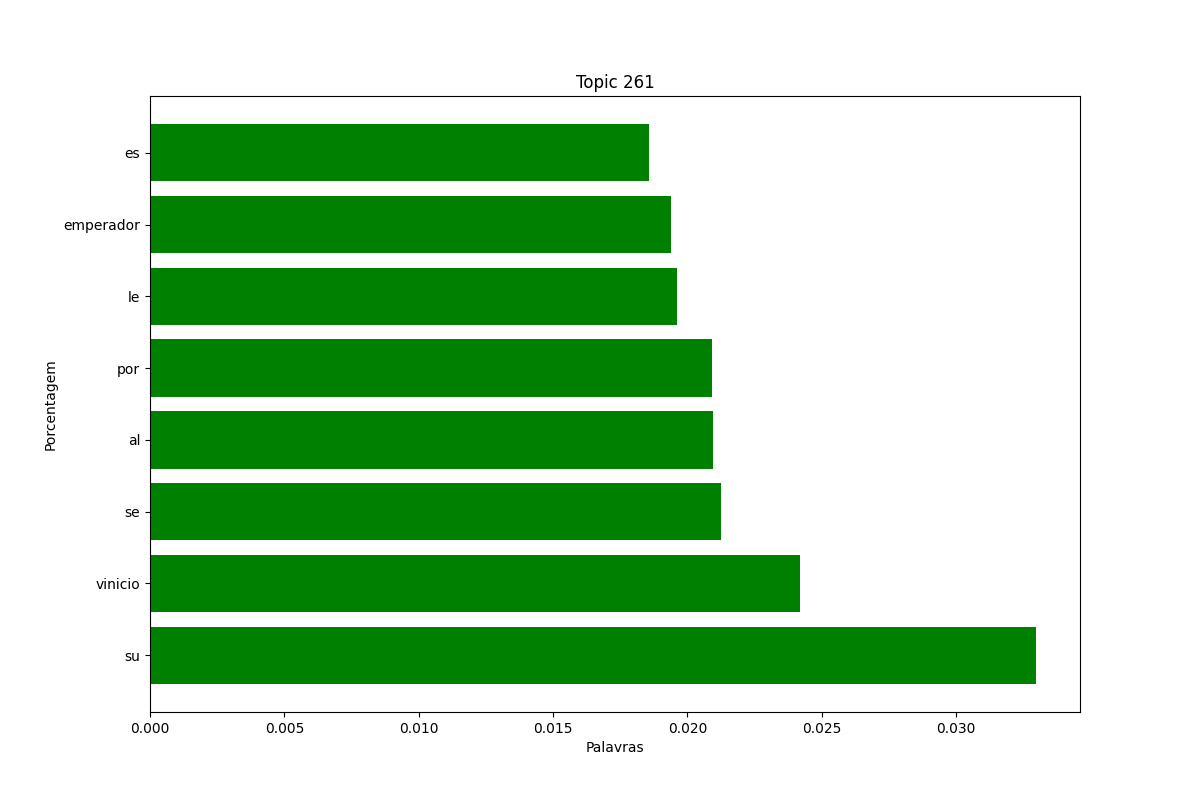 Topic 261
es
emperador
le
por
al
se
vinicio
su
Porcentagem
0.000 0.005 0.010 0.015 0.020 0.025 0.030
Palavras